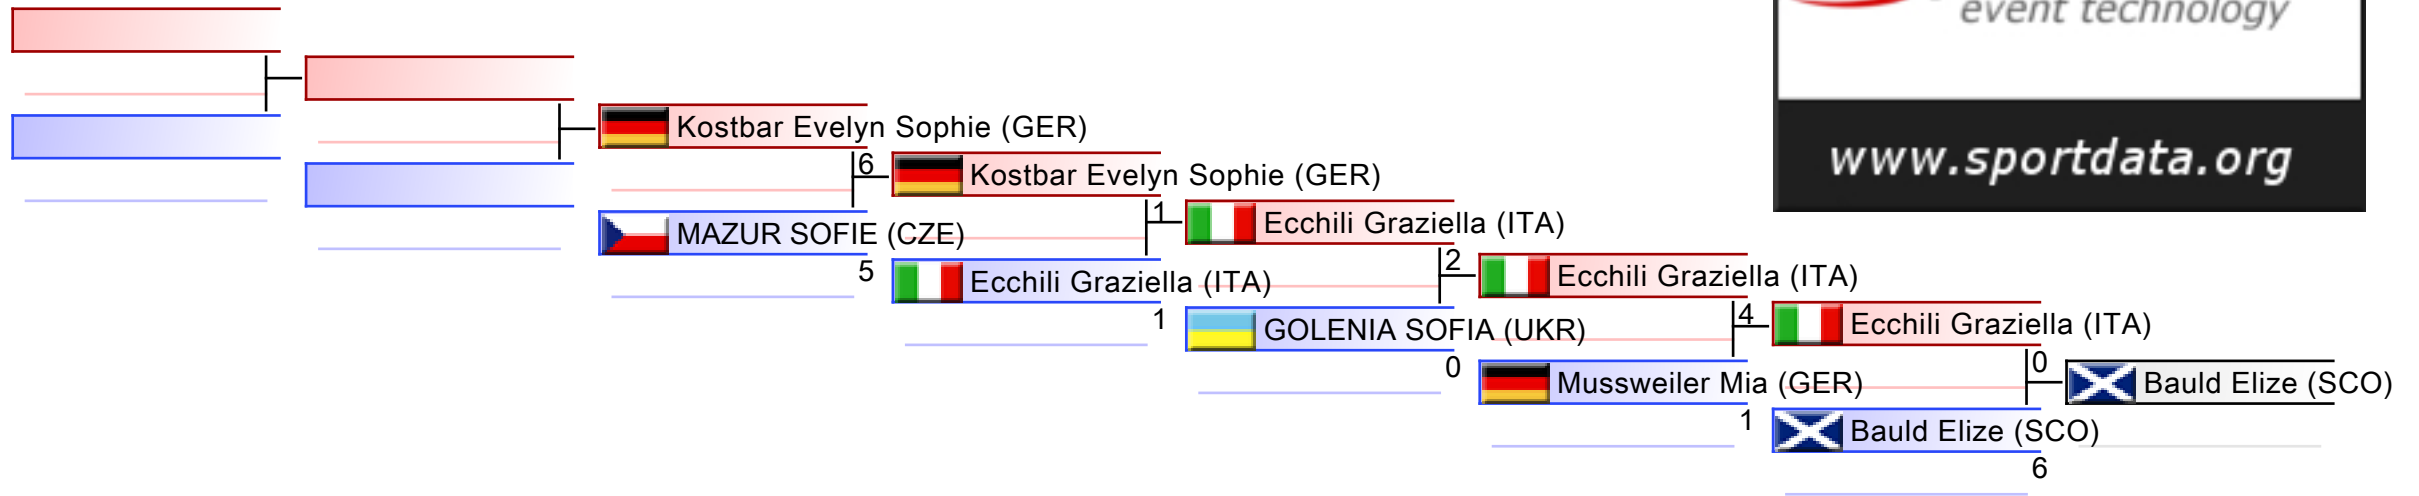 event technology
www.sportdata.org
Kostbar Evelyn Sophie (GER)
6
MAZUR SOFIE (CZE)
5
Kostbar Evelyn Sophie (GER)
1
Ecchili Graziella (ITA)
1
Ecchili Graziella (ITA)
2
GOLENIA SOFIA (UKR)
0
Ecchili Graziella (ITA)
4
Mussweiler Mia (GER)
1
Ecchili Graziella (ITA)
0
Bauld Elize (SCO)
6
Bauld Elize (SCO)